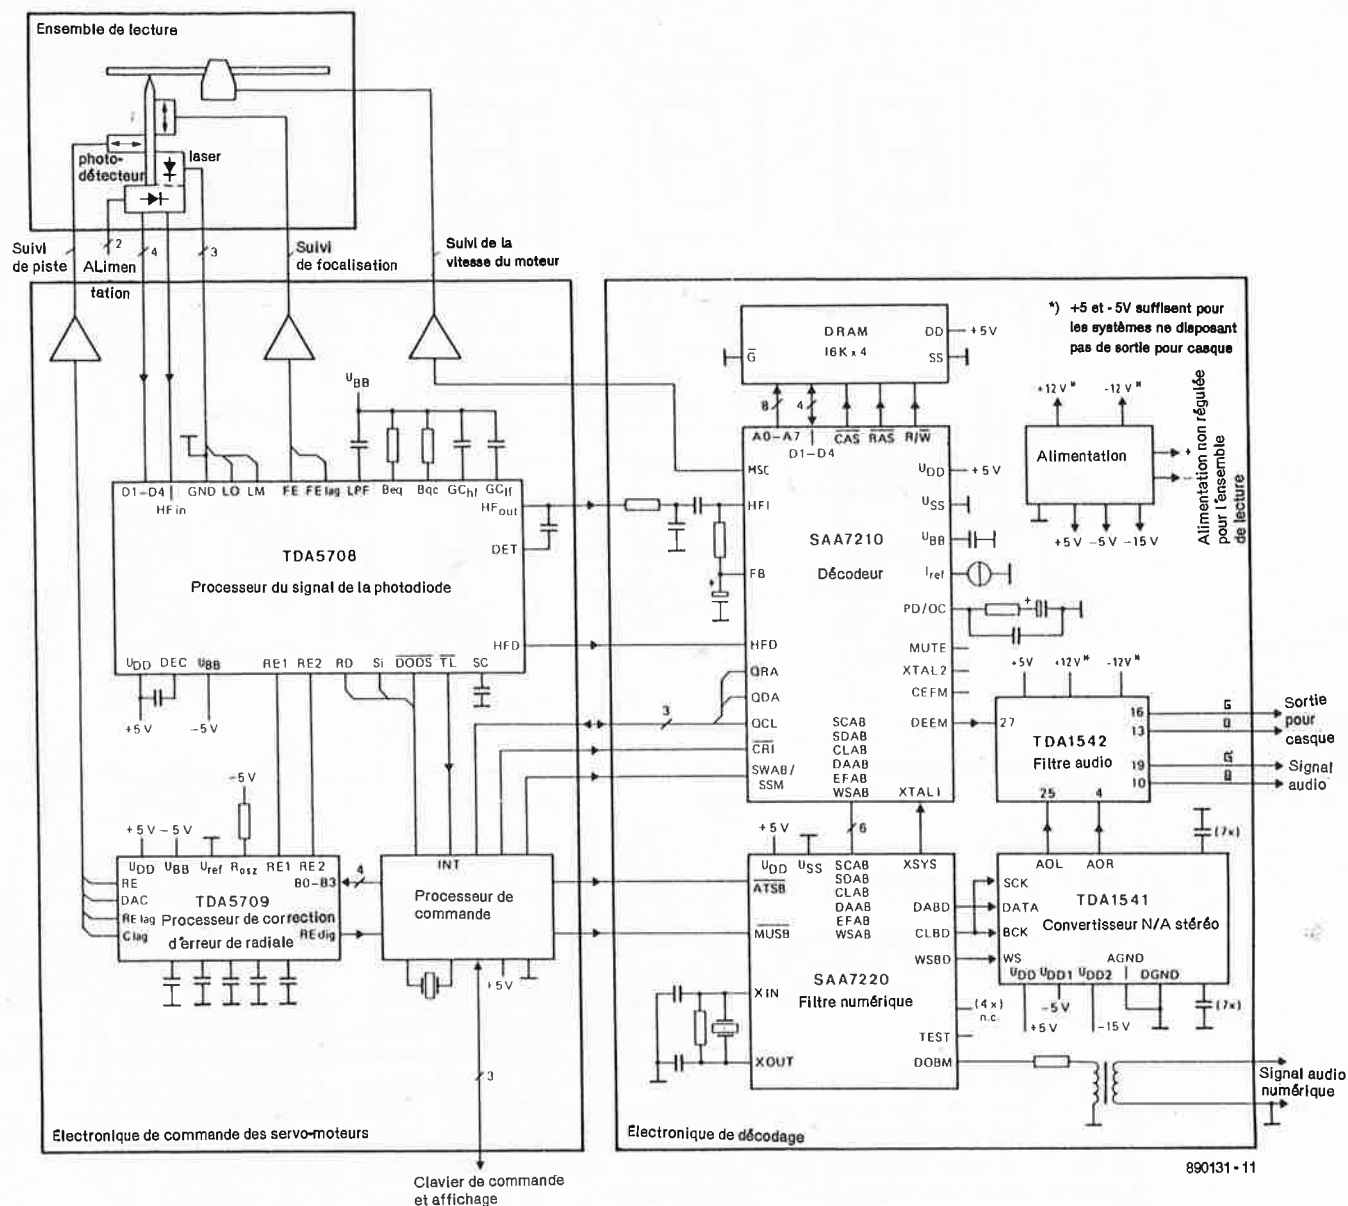 Ensemble de lecture
photo-
détecteur
laser
Suivi
de piste
2
ALimen
tation
4
3
Suivi
de focalisation
Suivi de la
vitesse du moteur
UBB
D1-D4
HFin
GND
LO
LM
FE
FElag
LPF
Beq
Bqc
GChf
GClf
HFout
DET
TDA5708
Processeur du signal de la photodiode
HFD
UDD
DEC
UBB
RE1
RE2
RD
Si
DODS
TL
SC
+5V
-5V
-5V
+5V
-5V
UDD
UBB
Uref
Rosz
RE1
RE2
B0-B3
4
RE
DAC
RElag
Clag
TDA5709
Processeur de correction
d'erreur de radiale
REdig
INT
Processeur
de commande
+5V
3
Électronique de commande des servo-moteurs
Clavier de commande
et affichage
DRAM
16K x 4
G
DD
+5V
SS
8
4
A0-A7
D1-D4
CAS
RAS
R/W
MSC
HFI
FB
HFD
QRA
QDA
QCL
CRI
SWAB/
SSM
3
SAA7210
Décodeur
UDD
+5V
USS
UBB
Iref
PD/OC
+
+
MUTE
XTAL2
CEFM
DEEM
SCAB
SDAB
CLAB
DAAB
EFAB
WSAB
XTAL1
6
*) +5 et -5V suffisent pour
les systèmes ne disposant
pas de sortie pour casque
+12V*
-12V*
Alimentation
+
-
+5V
-5V
-15V
Alimentation non régulée
pour l'ensemble
de lecture
+5V
+12V*
-12V*
27
TDA1542
Filtre audio
16
13
19
10
25
4
G
D
G
D
Sortie
pour
casque
Signal
audio
+5V
UDD
USS
SCAB
SDAB
CLAB
DAAB
EFAB
WSAB
XSYS
ATSB
MUSB
XIN
XOUT
SAA7220
Filtre numérique
DABD
CLBD
WSBD
(4x)
n.c.
TEST
DOBM
AOL
AOR
(7x)
SCK
DATA
BCK
WS
TDA1541
Convertisseur N/A stéréo
AGND
DGND
UDD
UDD1
UDD2
+5V
-5V
-15V
(7x)
Signal audio
numérique
Électronique de décodage
890131-11